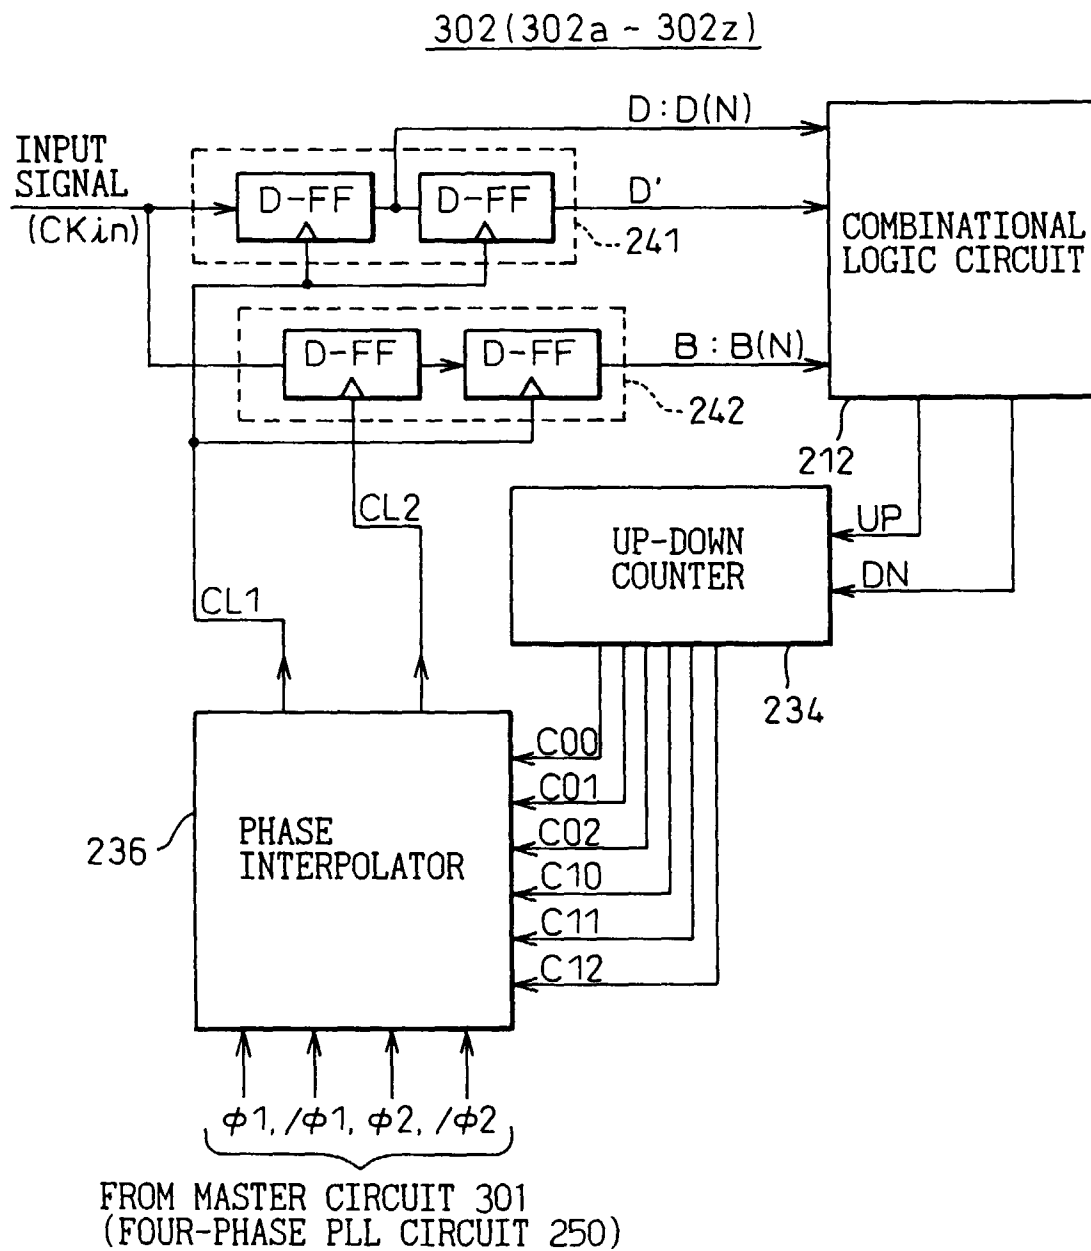 302(302a ~ 302z)
INPUT
SIGNAL
(CKin)
D-FF
D-FF
241
D:D(N)
D'
COMBINATIONAL
LOGIC CIRCUIT
D-FF
D-FF
242
B:B(N)
212
UP
DN
UP-DOWN
COUNTER
234
CL2
CL1
C00
C01
C02
C10
C11
C12
236
PHASE
INTERPOLATOR
φ1, /φ1, φ2, /φ2
FROM MASTER CIRCUIT 301
(FOUR-PHASE PLL CIRCUIT 250)